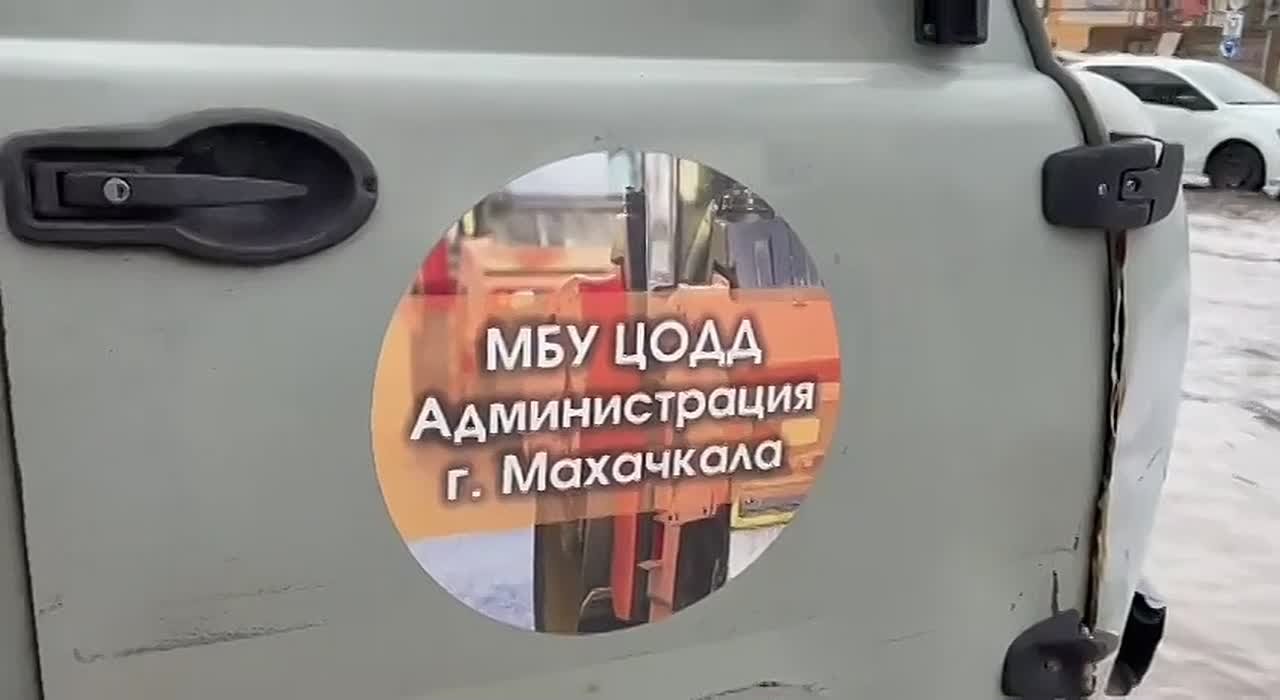 МБУ ЦОДД
Администрация
г. Махачкала